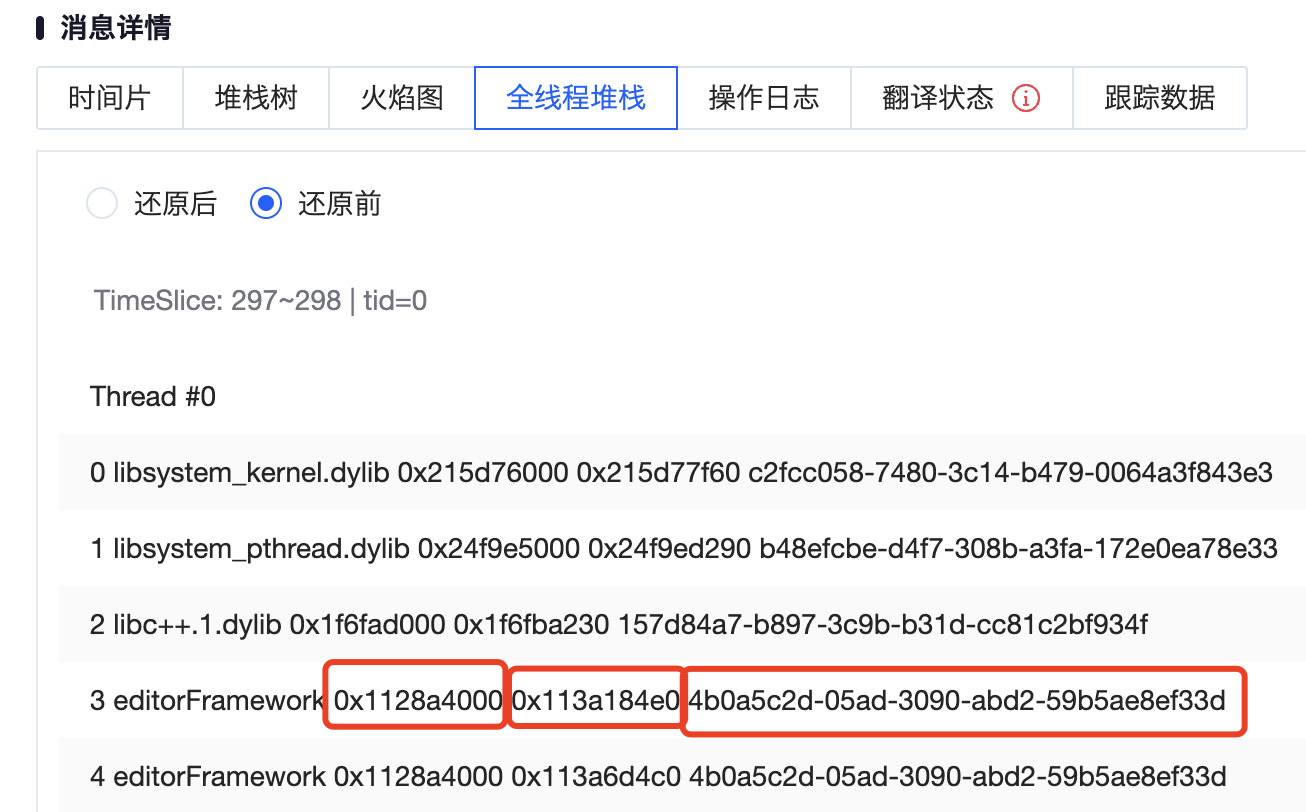 消息详情
时间片 堆栈树 火焰图 全线程堆栈 操作日志 翻译状态 跟踪数据
还原后 还原前
TimeSlice: 297~298 | tid=0
Thread #0
0 libsystem_kernel.dylib 0x215d76000 0x215d77f60 c2fcc058-7480-3c14-b479-0064a3f843e3
1 libsystem_pthread.dylib 0x24f9e5000 0x24f9ed290 b48efcbe-d4f7-308b-a3fa-172e0ea78e33
2 libc++.1.dylib 0x1f6fad000 0x1f6fba230 157d84a7-b897-3c9b-b31d-cc81c2bf934f
3 editorFramework 0x1128a4000 0x113a184e0 4b0a5c2d-05ad-3090-abd2-59b5ae8ef33d
4 editorFramework 0x1128a4000 0x113a6d4c0 4b0a5c2d-05ad-3090-abd2-59b5ae8ef33d